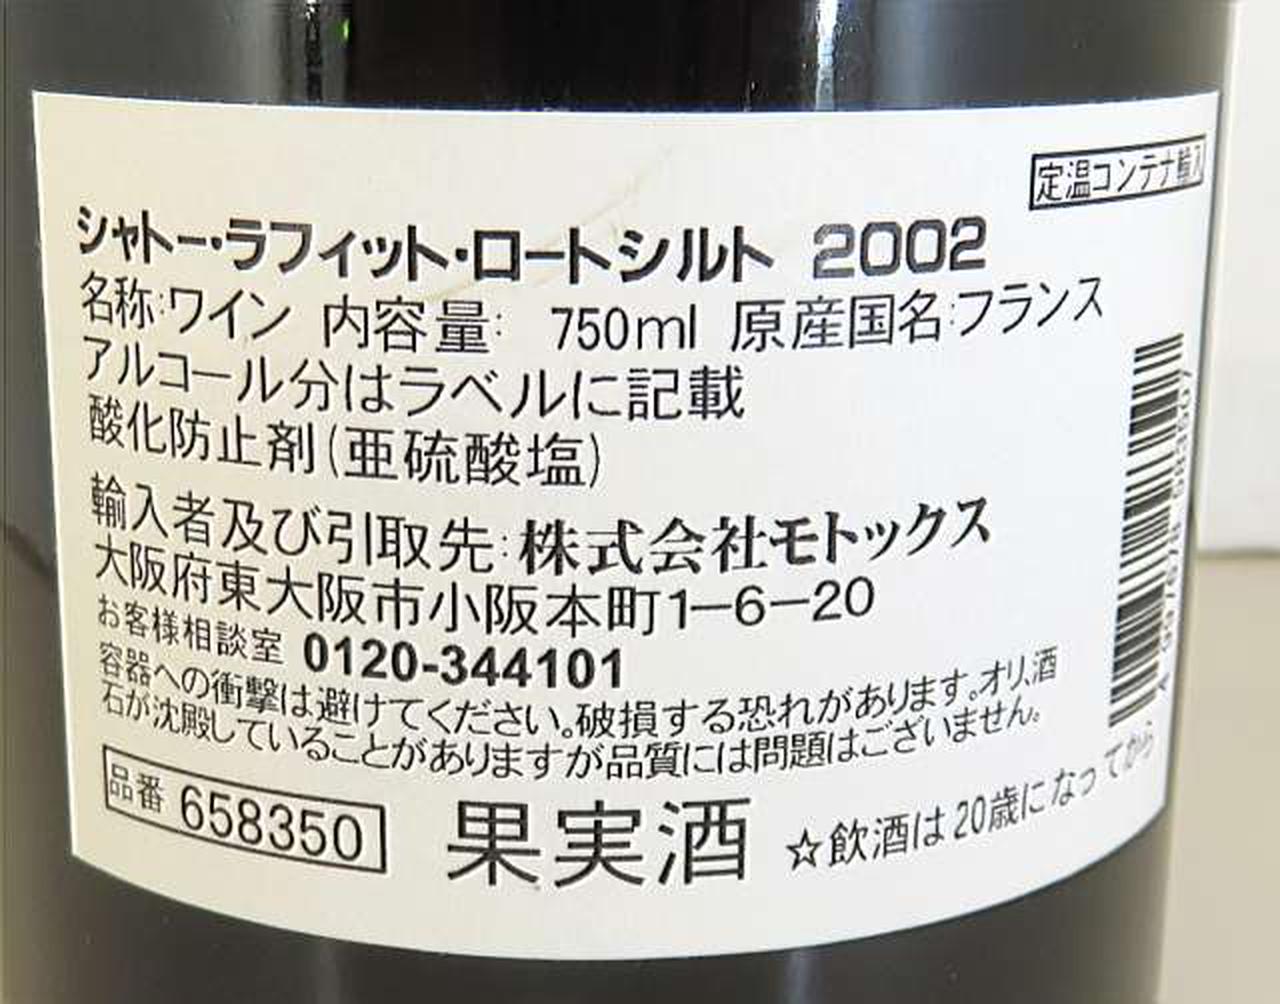 定温コンテナ輸入
シャトー・ラフィット・ロートシルト 2002
名称:ワイン 内容量: 750ml 原産国名:フランス
アルコール分はラベルに記載
酸化防止剤(亜硫酸塩)
輸入者及び引取先:株式会社モトックス
大阪府東大阪市小阪本町1-6-20
お客様相談室 0120-344101
容器への衝撃は避けてください。破損する恐れがあります。オリ、酒
石が沈殿していることがありますが品質には問題はございません。
品番 658350
果実酒
☆飲酒は20歳になってから